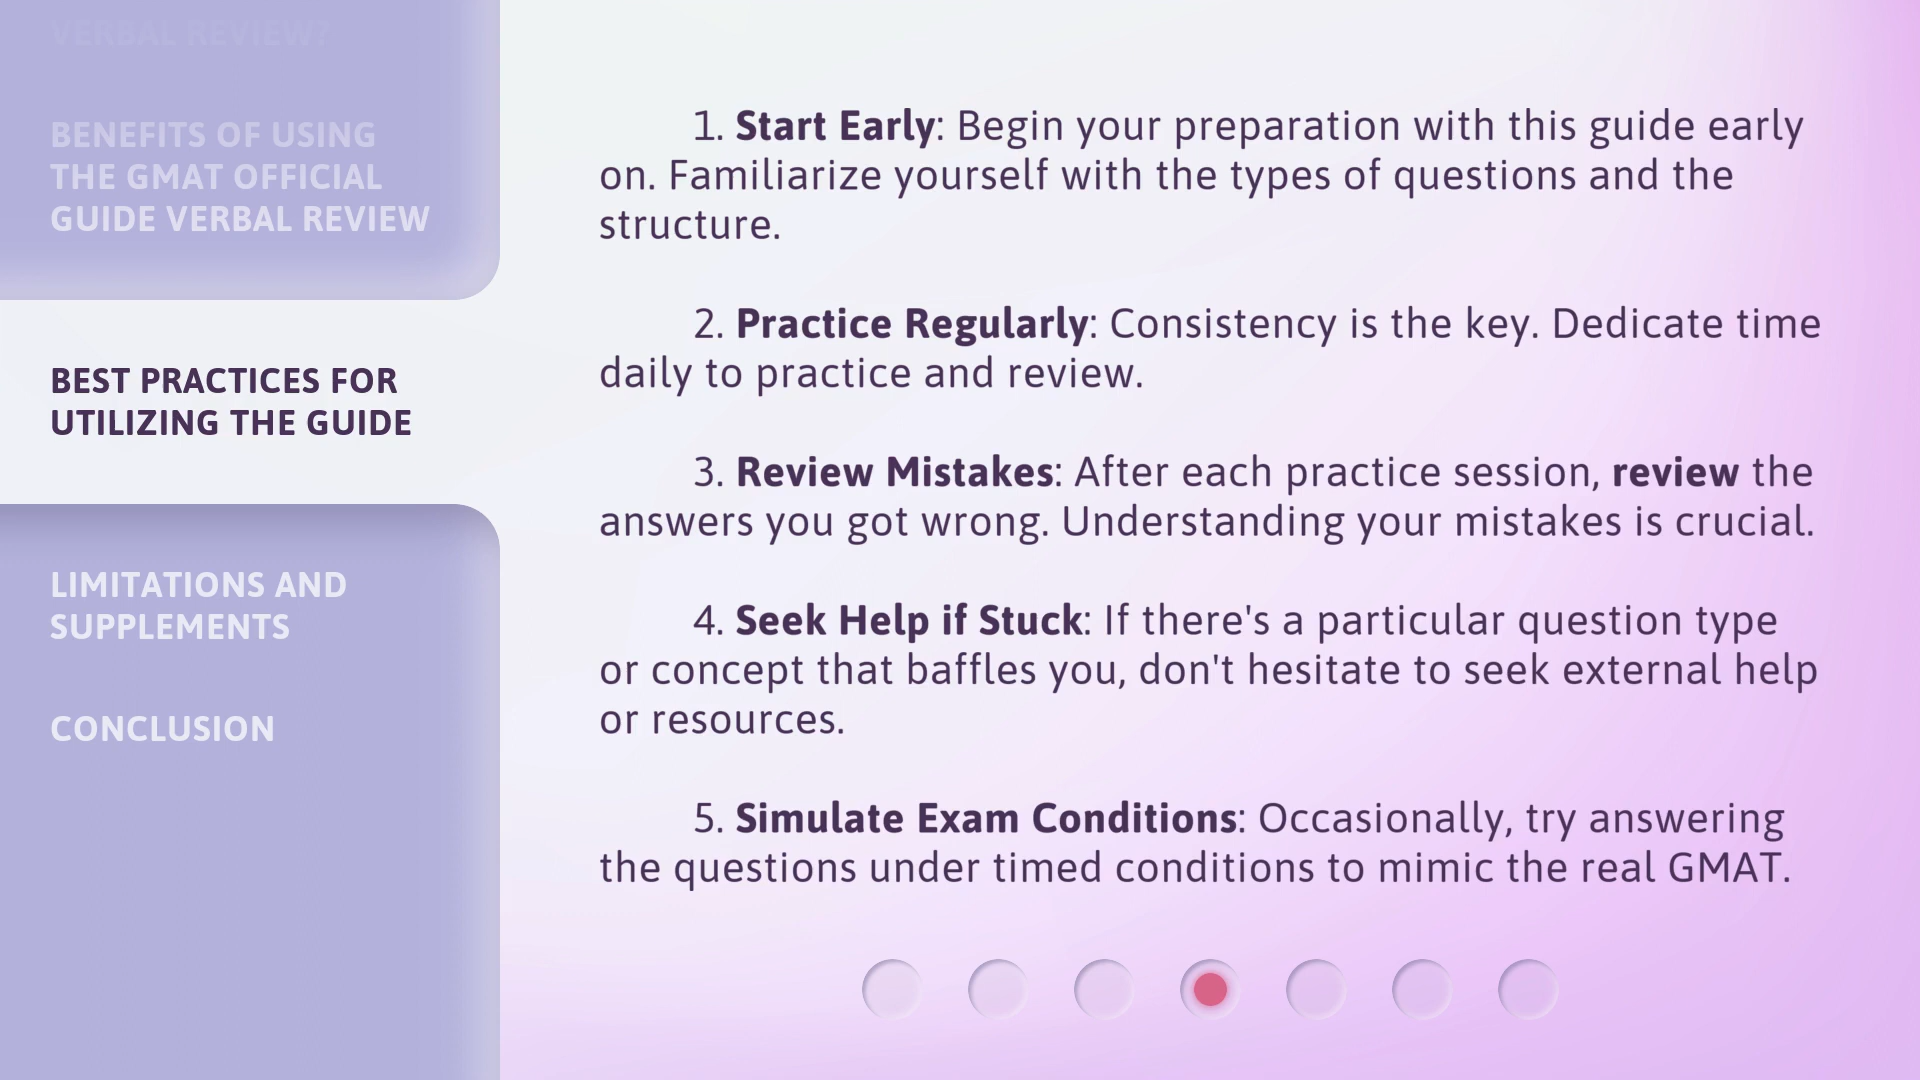 VERBAL REVIEW?
BENEFITS OF USING
THE GMAT OFFICIAL
GUIDE VERBAL REVIEW
BEST PRACTICES FOR
UTILIZING THE GUIDE
LIMITATIONS AND
SUPPLEMENTS
CONCLUSION
1. Start Early: Begin your preparation with this guide early
on. Familiarize yourself with the types of questions and the
structure.
2. Practice Regularly: Consistency is the key. Dedicate time
daily to practice and review.
3. Review Mistakes: After each practice session, review the
answers you got wrong. Understanding your mistakes is crucial.
4. Seek Help if Stuck: If there's a particular question type
or concept that baffles you, don't hesitate to seek external help
or resources.
5. Simulate Exam Conditions: Occasionally, try answering
the questions under timed conditions to mimic the real GMAT.